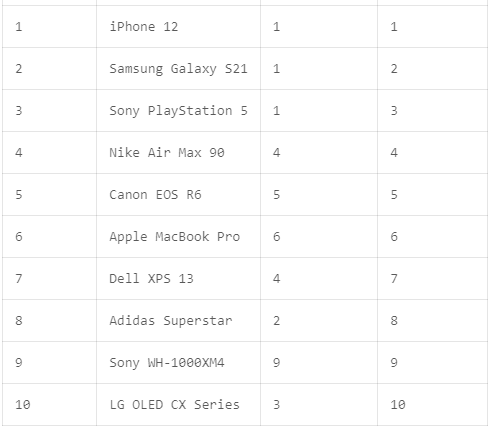 1 iPhone 12 1 1
2 Samsung Galaxy S21 1 2
3 Sony PlayStation 5 1 3
4 Nike Air Max 90 4 4
5 Canon EOS R6 5 5
6 Apple MacBook Pro 6 6
7 Dell XPS 13 4 7
8 Adidas Superstar 2 8
9 Sony WH-1000XM4 9 9
10 LG OLED CX Series 3 10